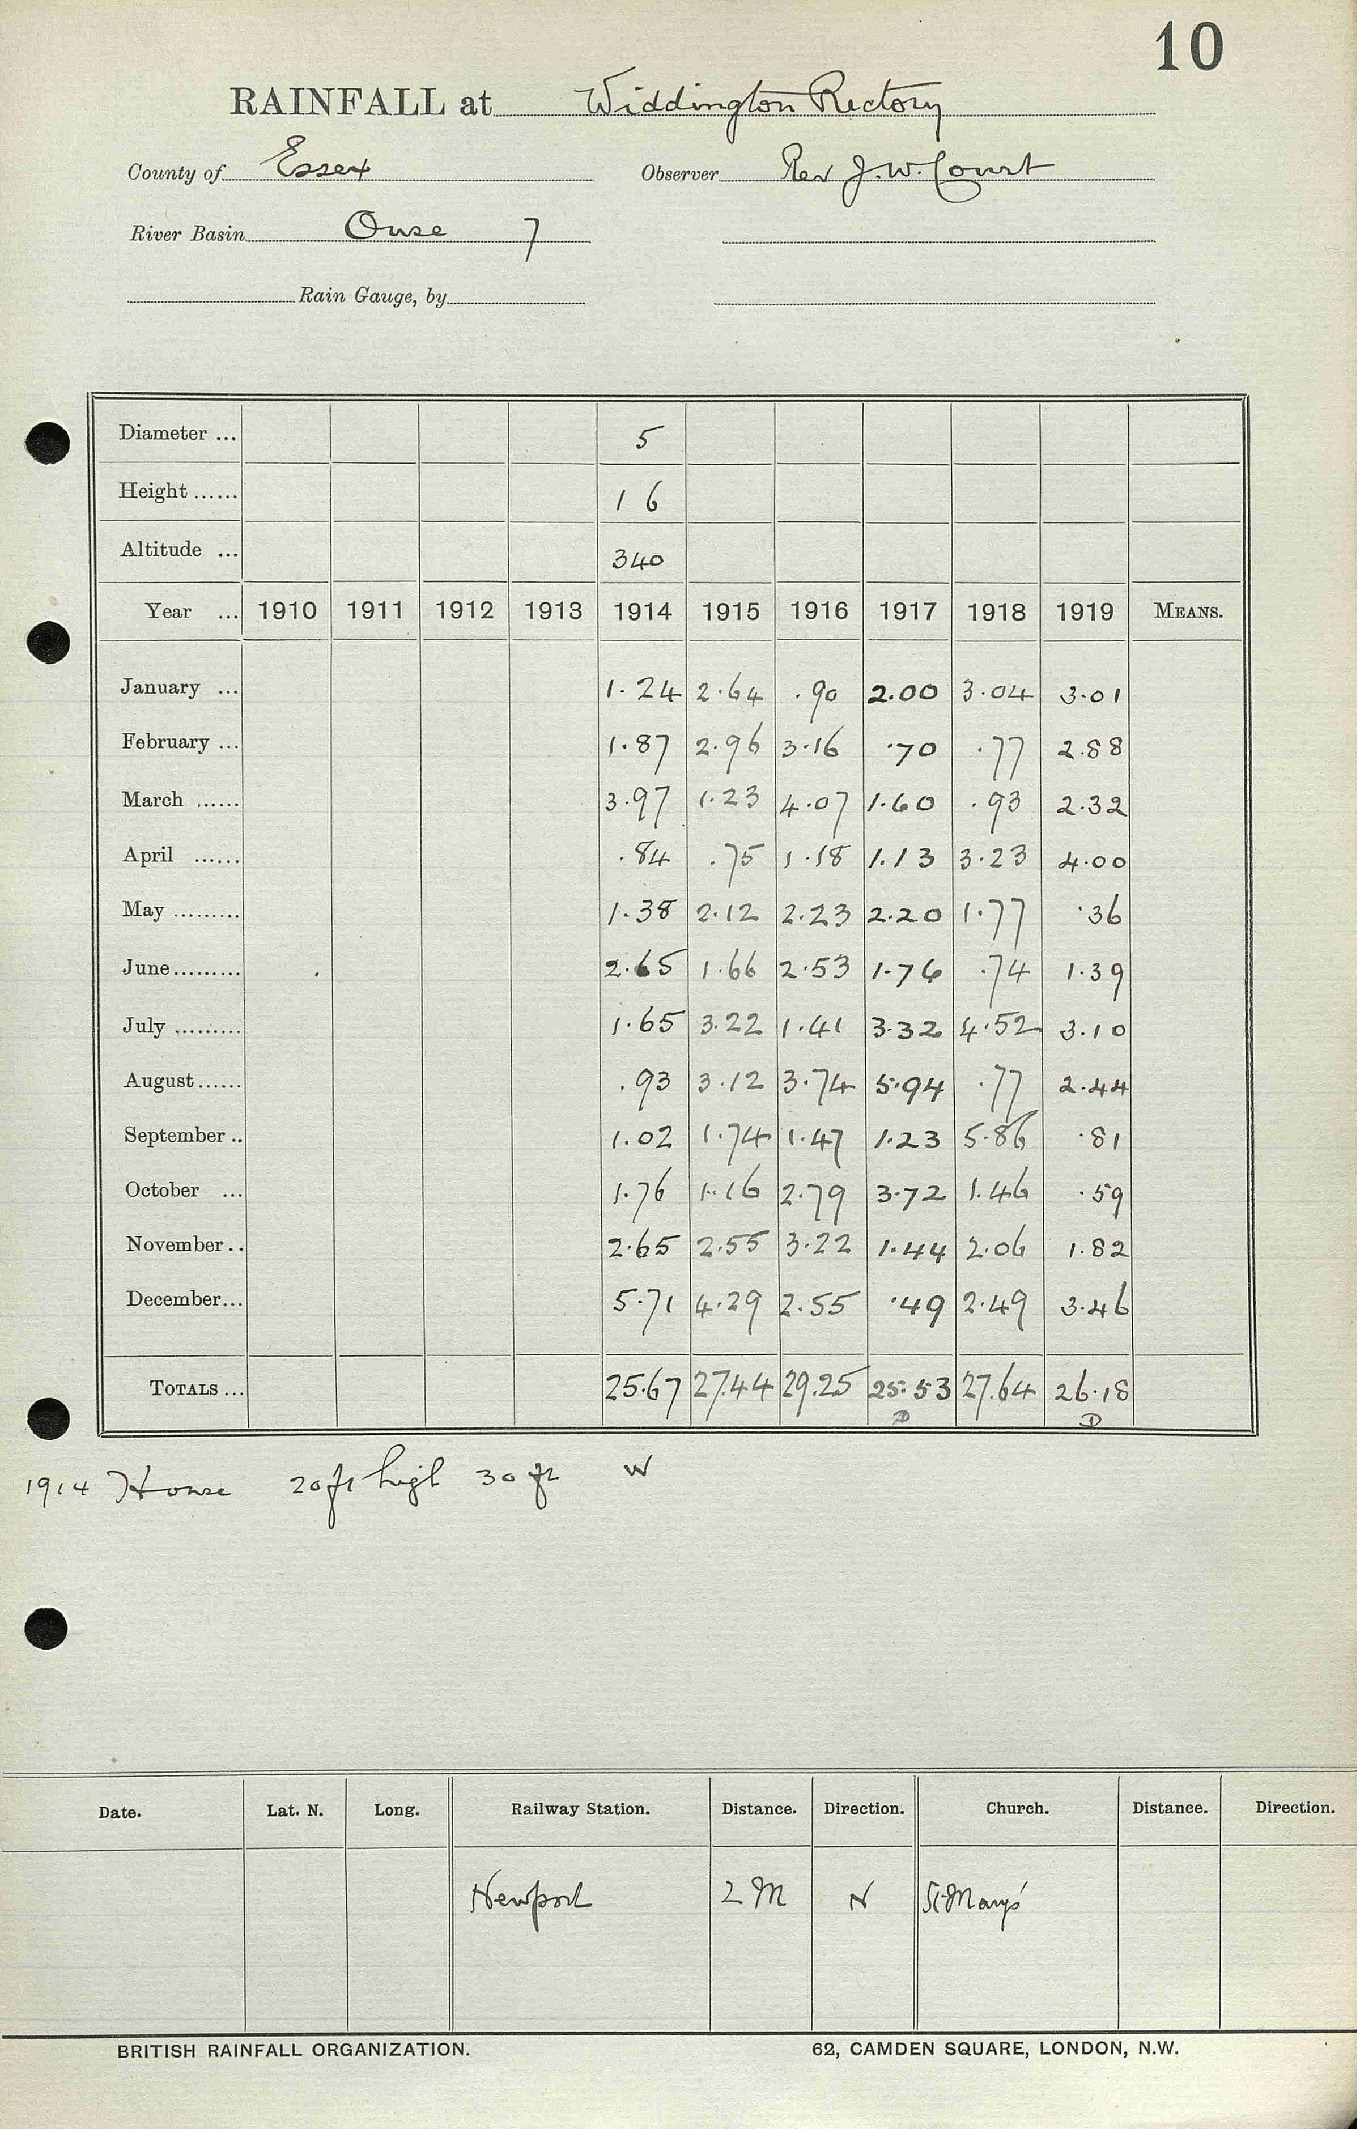 10
RAINFALL at Widdington Rectory
County of Essex Observer Rev J. W. Court
River Basin Ouse 7
Rain Gauge, by
Diameter ... 5
Height ...... 1 6
Altitude ... 340
Year ... 1910 1911 1912 1913 1914 1915 1916 1917 1918 1919 MEANS.
January ... 1.24 2.64 .90 2.00 3.04 3.01
February ... 1.87 2.96 3.16 .70 .77 2.88
March ...... 3.97 1.23 4.07 1.60 .93 2.32
April ...... .84 .75 1.18 1.13 3.23 4.00
May ......... 1.38 2.12 2.23 2.20 1.77 .36
June......... 2.65 1.66 2.53 1.76 .74 1.39
July ......... 1.65 3.22 1.41 3.32 4.52 3.10
August...... .93 3.12 3.74 5.94 .77 2.44
September .. 1.02 1.74 1.47 1.23 5.86 .81
October ... 1.76 1.16 2.79 3.72 1.46 .59
November.. 2.65 2.55 3.22 1.44 2.06 1.82
December... 5.71 4.29 2.55 .49 2.49 3.46
TOTALS ... 25.67 27.44 29.25 25.53 27.64 26.18
D D
1914 House 20ft high 30 ft W
Date. Lat. N. Long. Railway Station. Distance. Direction. Church. Distance. Direction.
Newport 2 M N St Mary's
BRITISH RAINFALL ORGANIZATION. 62, CAMDEN SQUARE, LONDON, N.W.